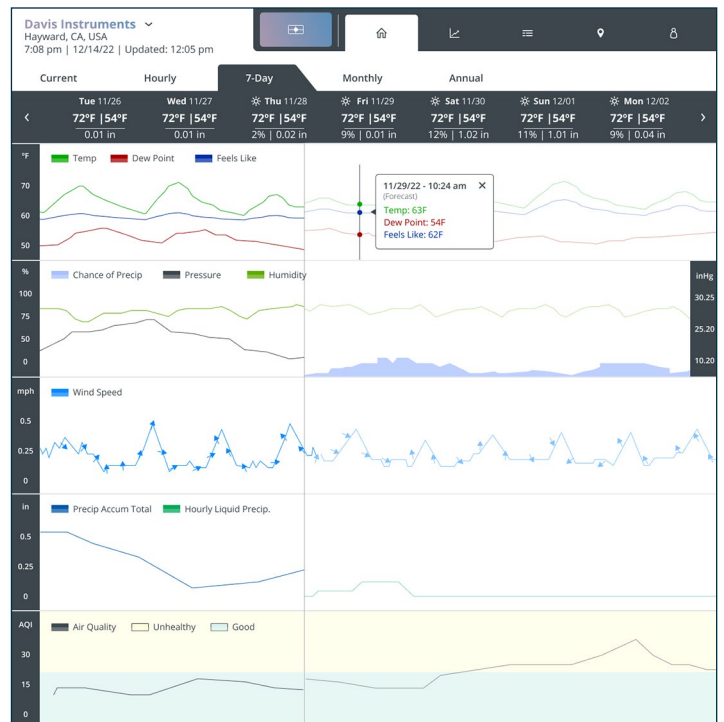 Davis Instruments
Hayward, CA, USA
7:08 pm | 12/14/22 | Updated: 12:05 pm
Current Hourly 7-Day Monthly Annual
Tue 11/26 Wed 11/27 Thu 11/28 Fri 11/29 Sat 11/30 Sun 12/01 Mon 12/02
72°F |54°F 72°F |54°F 72°F |54°F 72°F |54°F 72°F |54°F 72°F |54°F 72°F |54°F
0.01 in 0.01 in 2% | 0.02 in 9% | 0.01 in 12% | 1.02 in 11% | 1.01 in 9% | 0.04 in
°F Temp Dew Point Feels Like
70
60
50
11/29/22 - 10:24 am
(Forecast)
Temp: 63F
Dew Point: 54F
Feels Like: 62F
% Chance of Precip Pressure Humidity inHg
100 30.25
75 25.20
50 10.20
0
mph Wind Speed
0.5
0.25
0
in Precip Accum Total Hourly Liquid Precip.
0.5
0.25
0
AQI Air Quality Unhealthy Good
30
15
0